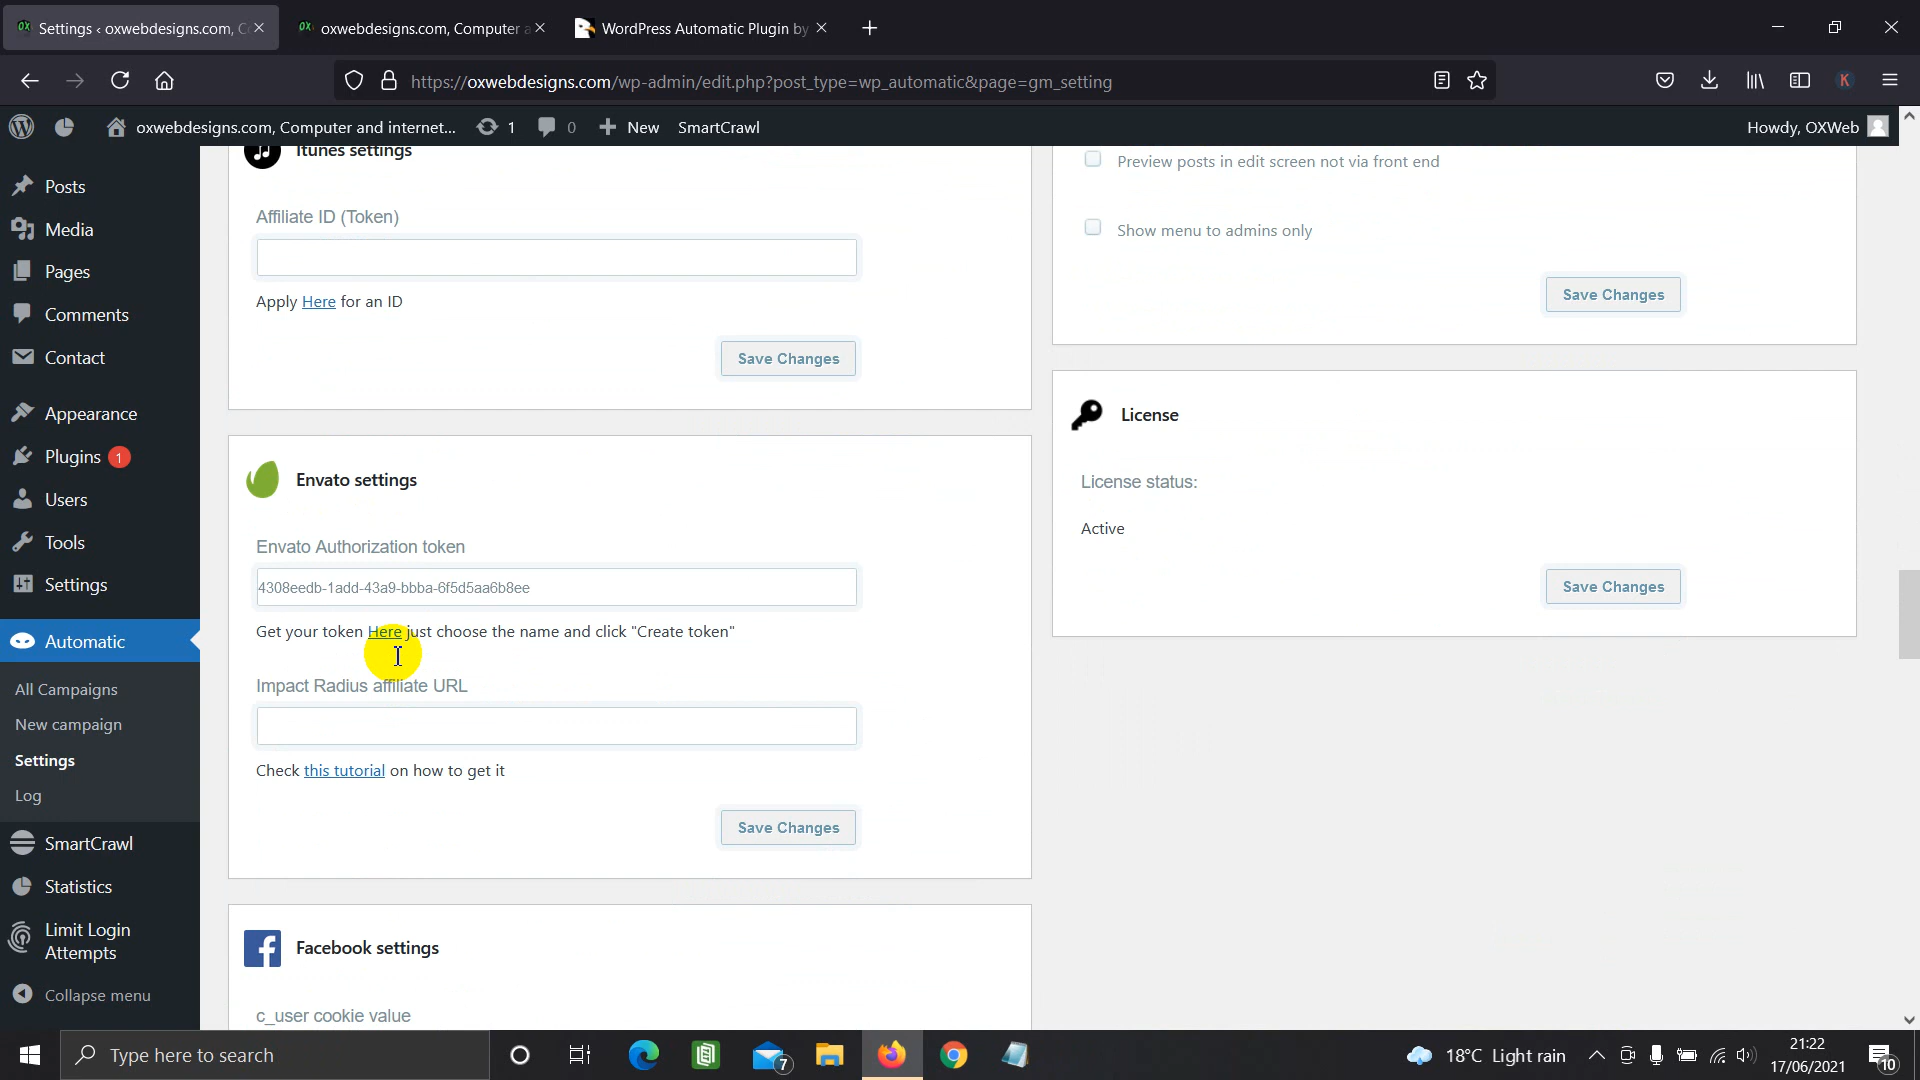 Settings ‹ oxwebdesigns.com, C
oxwebdesigns.com, Computer a
WordPress Automatic Plugin by
https://oxwebdesigns.com/wp-admin/edit.php?post_type=wp_automatic&page=gm_setting
K
oxwebdesigns.com, Computer and internet...
1
0
New
SmartCrawl
Howdy, OXWeb
Posts
Media
Pages
Comments
Contact
Appearance
Plugins 1
Users
Tools
Settings
Automatic
All Campaigns
New campaign
Settings
Log
SmartCrawl
Statistics
Limit Login
Attempts
Collapse menu
Itunes settings
Affiliate ID (Token)
Apply Here for an ID
Save Changes
Envato settings
Envato Authorization token
4308eedb-1add-43a9-bbba-6f5d5aa6b8ee
Get your token Here just choose the name and click "Create token"
Impact Radius affiliate URL
Check this tutorial on how to get it
Save Changes
Facebook settings
c_user cookie value
Preview posts in edit screen not via front end
Show menu to admins only
Save Changes
License
License status:
Active
Save Changes
Type here to search
7
18°C Light rain
21:22
17/06/2021
10